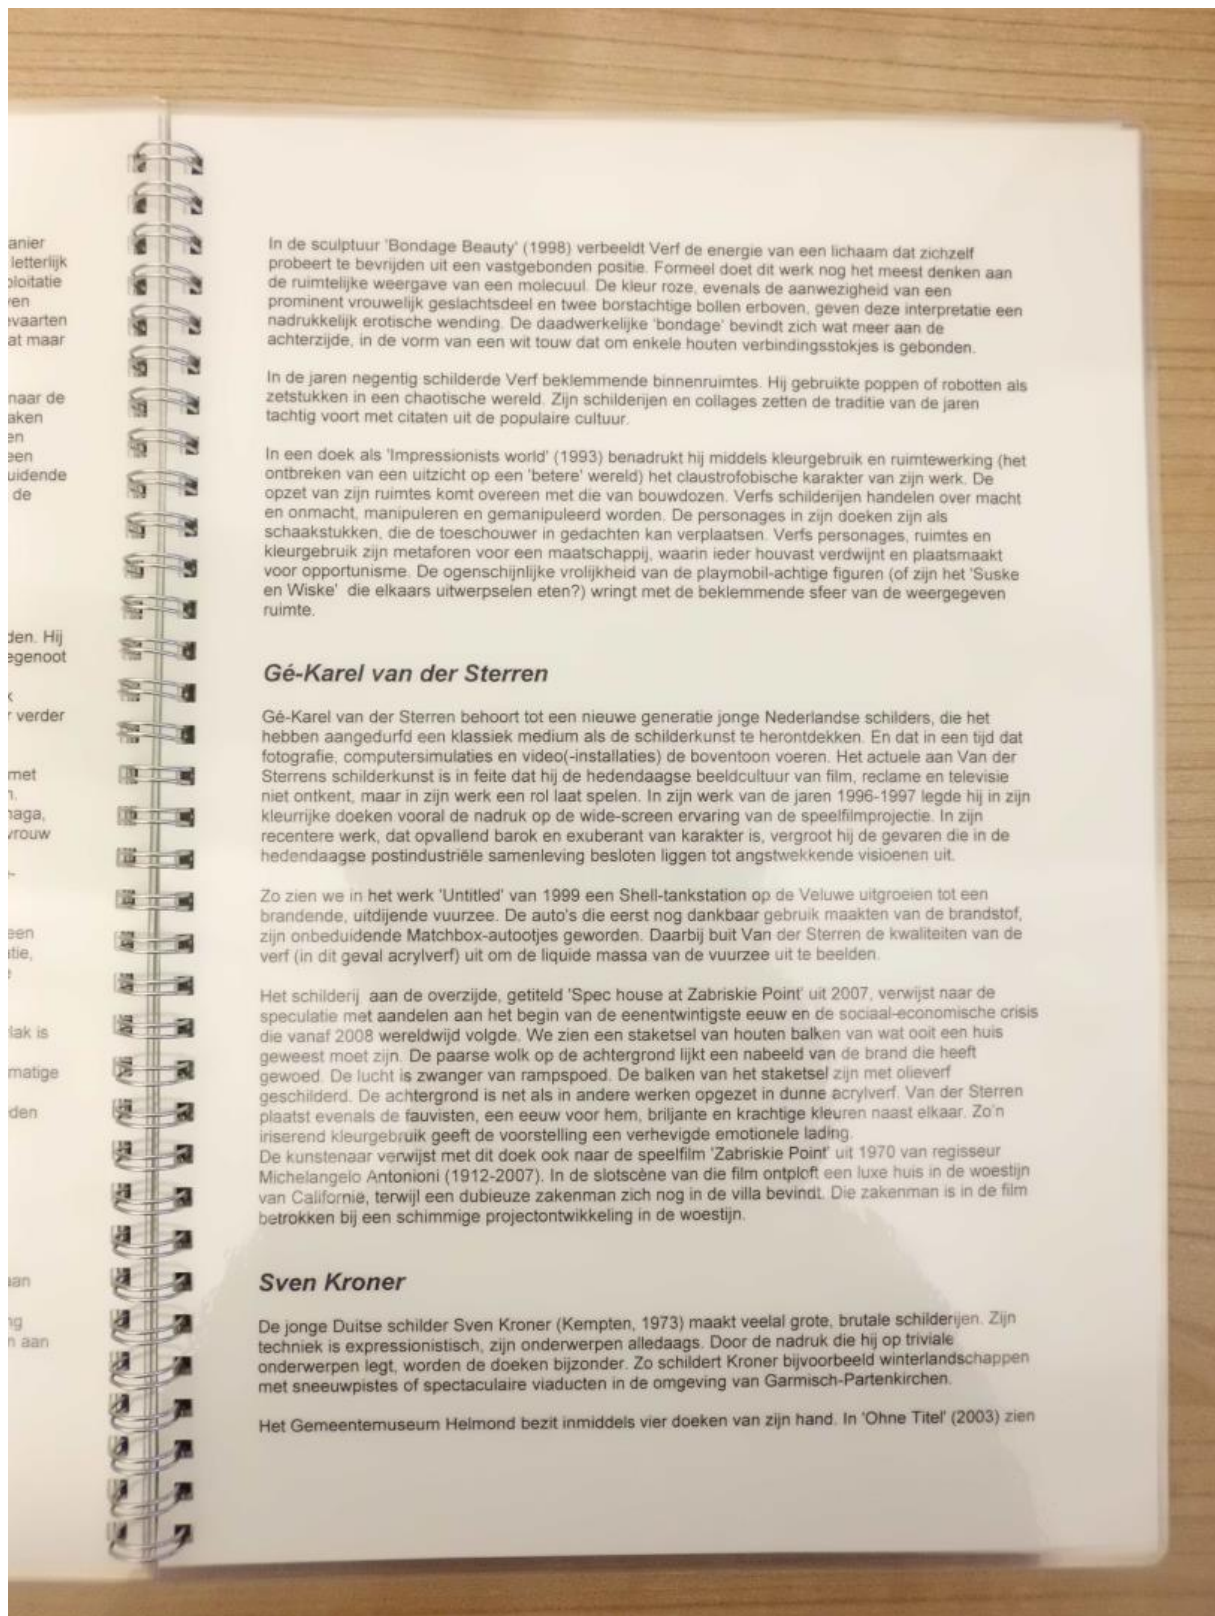 anier
letterlijk
ploitatie
ven
evaarten
at maar
naar de
aken
en
een
uidende
de
den. Hij
egenoot
k
r verder
met
n.
naga,
vrouw
een
tie,
lak is
matige
den
aan
ng
n aan
In de sculptuur 'Bondage Beauty' (1998) verbeeldt Verf de energie van een lichaam dat zichzelf
probeert te bevrijden uit een vastgebonden positie. Formeel doet dit werk nog het meest denken aan
de ruimtelijke weergave van een molecuul. De kleur roze, evenals de aanwezigheid van een
prominent vrouwelijk geslachtsdeel en twee borstachtige bollen erboven, geven deze interpretatie een
nadrukkelijk erotische wending. De daadwerkelijke 'bondage' bevindt zich wat meer aan de
achterzijde, in de vorm van een wit touw dat om enkele houten verbindingsstokjes is gebonden.
In de jaren negentig schilderde Verf beklemmende binnenruimtes. Hij gebruikte poppen of robotten als
zetstukken in een chaotische wereld. Zijn schilderijen en collages zetten de traditie van de jaren
tachtig voort met citaten uit de populaire cultuur.
In een doek als 'Impressionists world' (1993) benadrukt hij middels kleurgebruik en ruimtewerking (het
ontbreken van een uitzicht op een 'betere' wereld) het claustrofobische karakter van zijn werk. De
opzet van zijn ruimtes komt overeen met die van bouwdozen. Verfs schilderijen handelen over macht
en onmacht, manipuleren en gemanipuleerd worden. De personages in zijn doeken zijn als
schaakstukken, die de toeschouwer in gedachten kan verplaatsen. Verfs personages, ruimtes en
kleurgebruik zijn metaforen voor een maatschappij, waarin ieder houvast verdwijnt en plaatsmaakt
voor opportunisme. De ogenschijnlijke vrolijkheid van de playmobil-achtige figuren (of zijn het 'Suske
en Wiske' die elkaars uitwerpselen eten?) wringt met de beklemmende sfeer van de weergegeven
ruimte.
Gé-Karel van der Sterren
Gé-Karel van der Sterren behoort tot een nieuwe generatie jonge Nederlandse schilders, die het
hebben aangedurfd een klassiek medium als de schilderkunst te herontdekken. En dat in een tijd dat
fotografie, computersimulaties en video(-installaties) de boventoon voeren. Het actuele aan Van der
Sterrens schilderkunst is in feite dat hij de hedendaagse beeldcultuur van film, reclame en televisie
niet ontkent, maar in zijn werk een rol laat spelen. In zijn werk van de jaren 1996-1997 legde hij in zijn
kleurrijke doeken vooral de nadruk op de wide-screen ervaring van de speelfilmprojectie. In zijn
recentere werk, dat opvallend barok en exuberant van karakter is, vergroot hij de gevaren die in de
hedendaagse postindustriële samenleving besloten liggen tot angstwekkende visioenen uit.
Zo zien we in het werk 'Untitled' van 1999 een Shell-tankstation op de Veluwe uitgroeien tot een
brandende, uitdijende vuurzee. De auto's die eerst nog dankbaar gebruik maakten van de brandstof,
zijn onbeduidende Matchbox-autootjes geworden. Daarbij buit Van der Sterren de kwaliteiten van de
verf (in dit geval acrylverf) uit om de liquide massa van de vuurzee uit te beelden.
Het schilderij aan de overzijde, getiteld 'Spec house at Zabriskie Point' uit 2007, verwijst naar de
speculatie met aandelen aan het begin van de eenentwintigste eeuw en de sociaal-economische crisis
die vanaf 2008 wereldwijd volgde. We zien een staketsel van houten balken van wat ooit een huis
geweest moet zijn. De paarse wolk op de achtergrond lijkt een nabeeld van de brand die heeft
gewoed. De lucht is zwanger van rampspoed. De balken van het staketsel zijn met olieverf
geschilderd. De achtergrond is net als in andere werken opgezet in dunne acrylverf. Van der Sterren
plaatst evenals de fauvisten, een eeuw voor hem, briljante en krachtige kleuren naast elkaar. Zo'n
iriserend kleurgebruik geeft de voorstelling een verhevigde emotionele lading.
De kunstenaar verwijst met dit doek ook naar de speelfilm 'Zabriskie Point' uit 1970 van regisseur
Michelangelo Antonioni (1912-2007). In de slotscène van die film ontploft een luxe huis in de woestijn
van Californië, terwijl een dubieuze zakenman zich nog in de villa bevindt. Die zakenman is in de film
betrokken bij een schimmige projectontwikkeling in de woestijn.
Sven Kroner
De jonge Duitse schilder Sven Kroner (Kempten, 1973) maakt veelal grote, brutale schilderijen. Zijn
techniek is expressionistisch, zijn onderwerpen alledaags. Door de nadruk die hij op triviale
onderwerpen legt, worden de doeken bijzonder. Zo schildert Kroner bijvoorbeeld winterlandschappen
met sneeuwpistes of spectaculaire viaducten in de omgeving van Garmisch-Partenkirchen.
Het Gemeentemuseum Helmond bezit inmiddels vier doeken van zijn hand. In 'Ohne Titel' (2003) zien